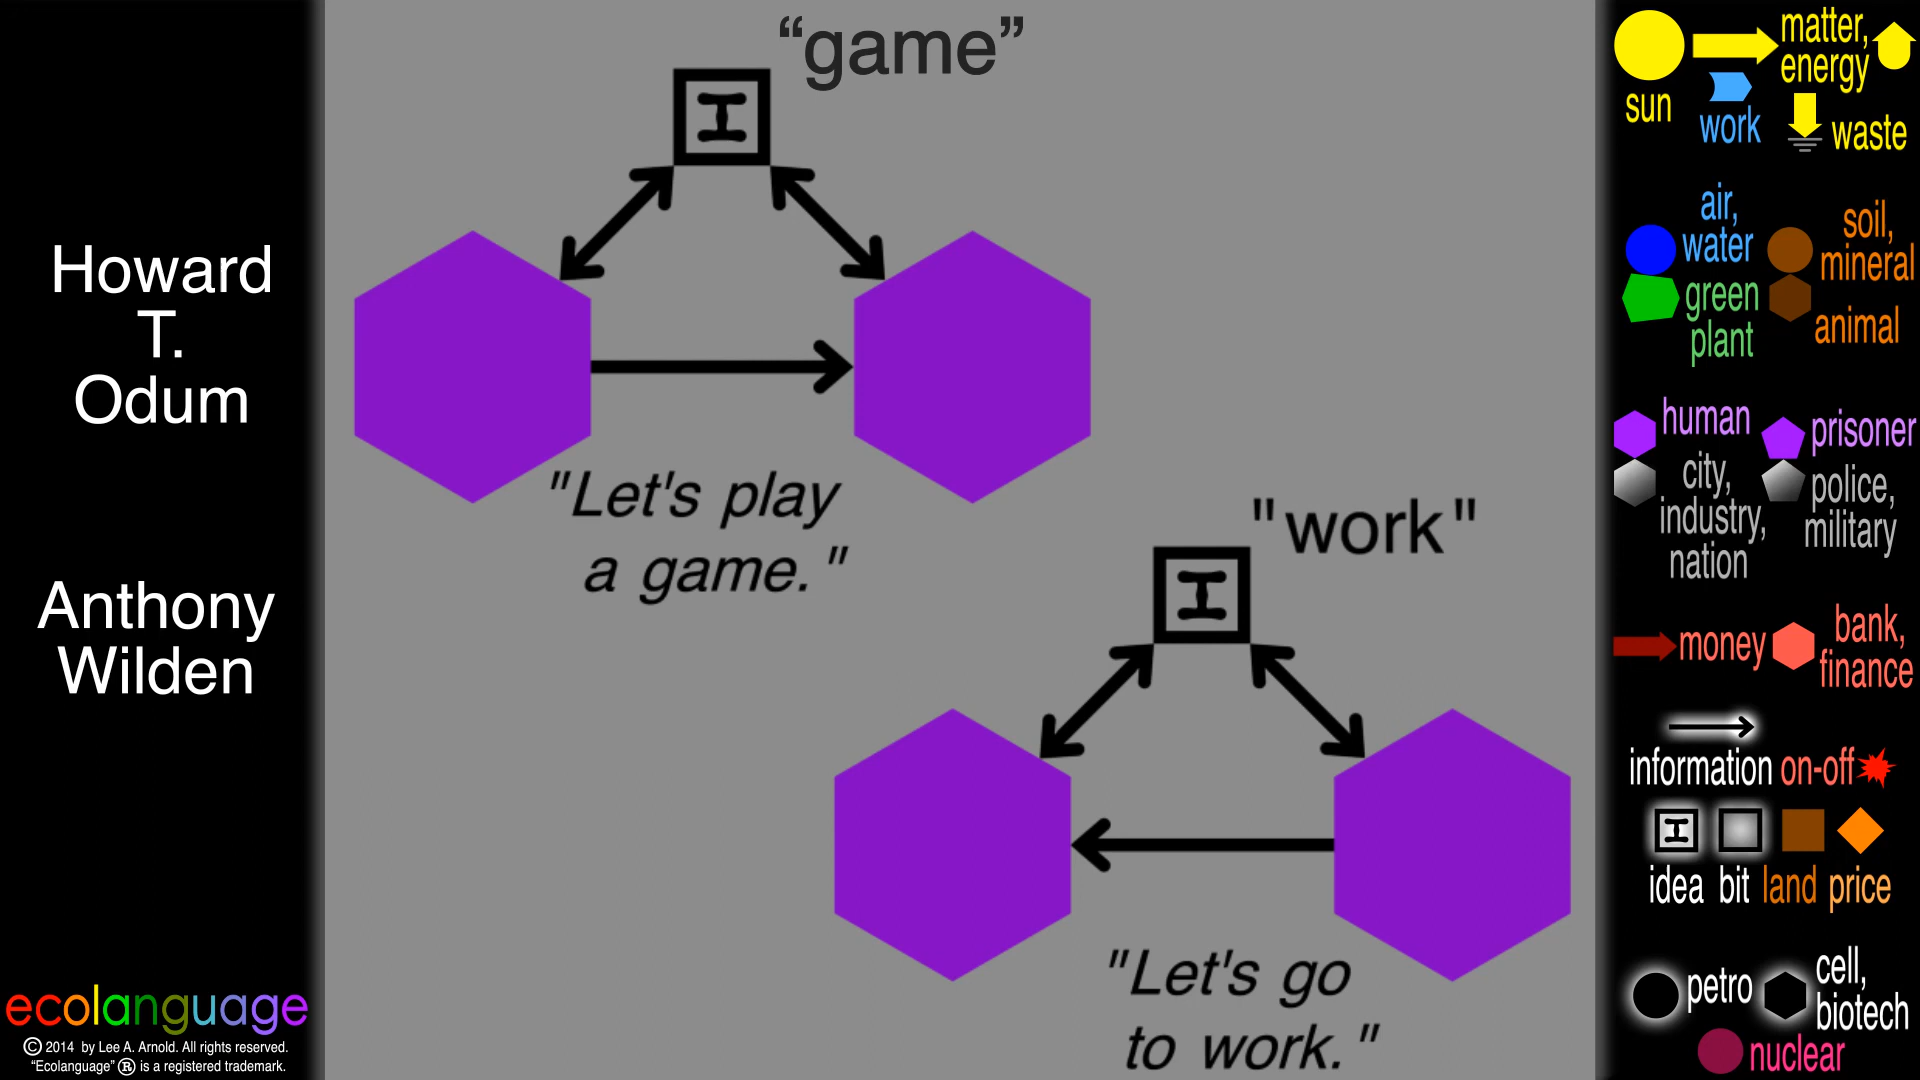 Howard
T.
Odum
Anthony
Wilden
ecolanguage
© 2014 by Lee A. Arnold. All rights reserved.
“Ecolanguage” ® is a registered trademark.
“game”
I
"Let's play
a game."
"work"
I
"Let's go
to work."
sun
matter,
energy
work
waste
air,
water
soil,
mineral
green
plant
animal
human
prisoner
city,
industry,
nation
police,
military
money
bank,
finance
information on-off
I
idea bit land price
petro
cell,
biotech
nuclear